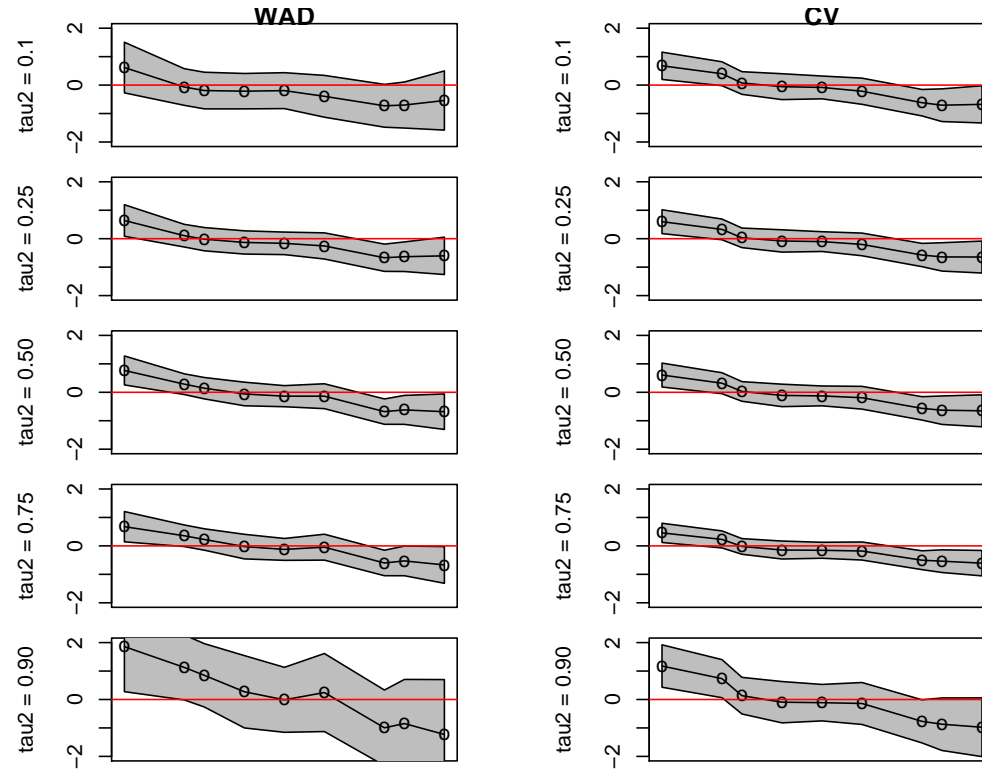 WAD CV
tau2 = 0.1 2 0 −2 tau2 = 0.1 2 0 −2
tau2 = 0.25 2 0 −2 tau2 = 0.25 2 0 −2
tau2 = 0.50 2 0 −2 tau2 = 0.50 2 0 −2
tau2 = 0.75 2 0 −2 tau2 = 0.75 2 0 −2
tau2 = 0.90 2 0 −2 tau2 = 0.90 2 0 −2